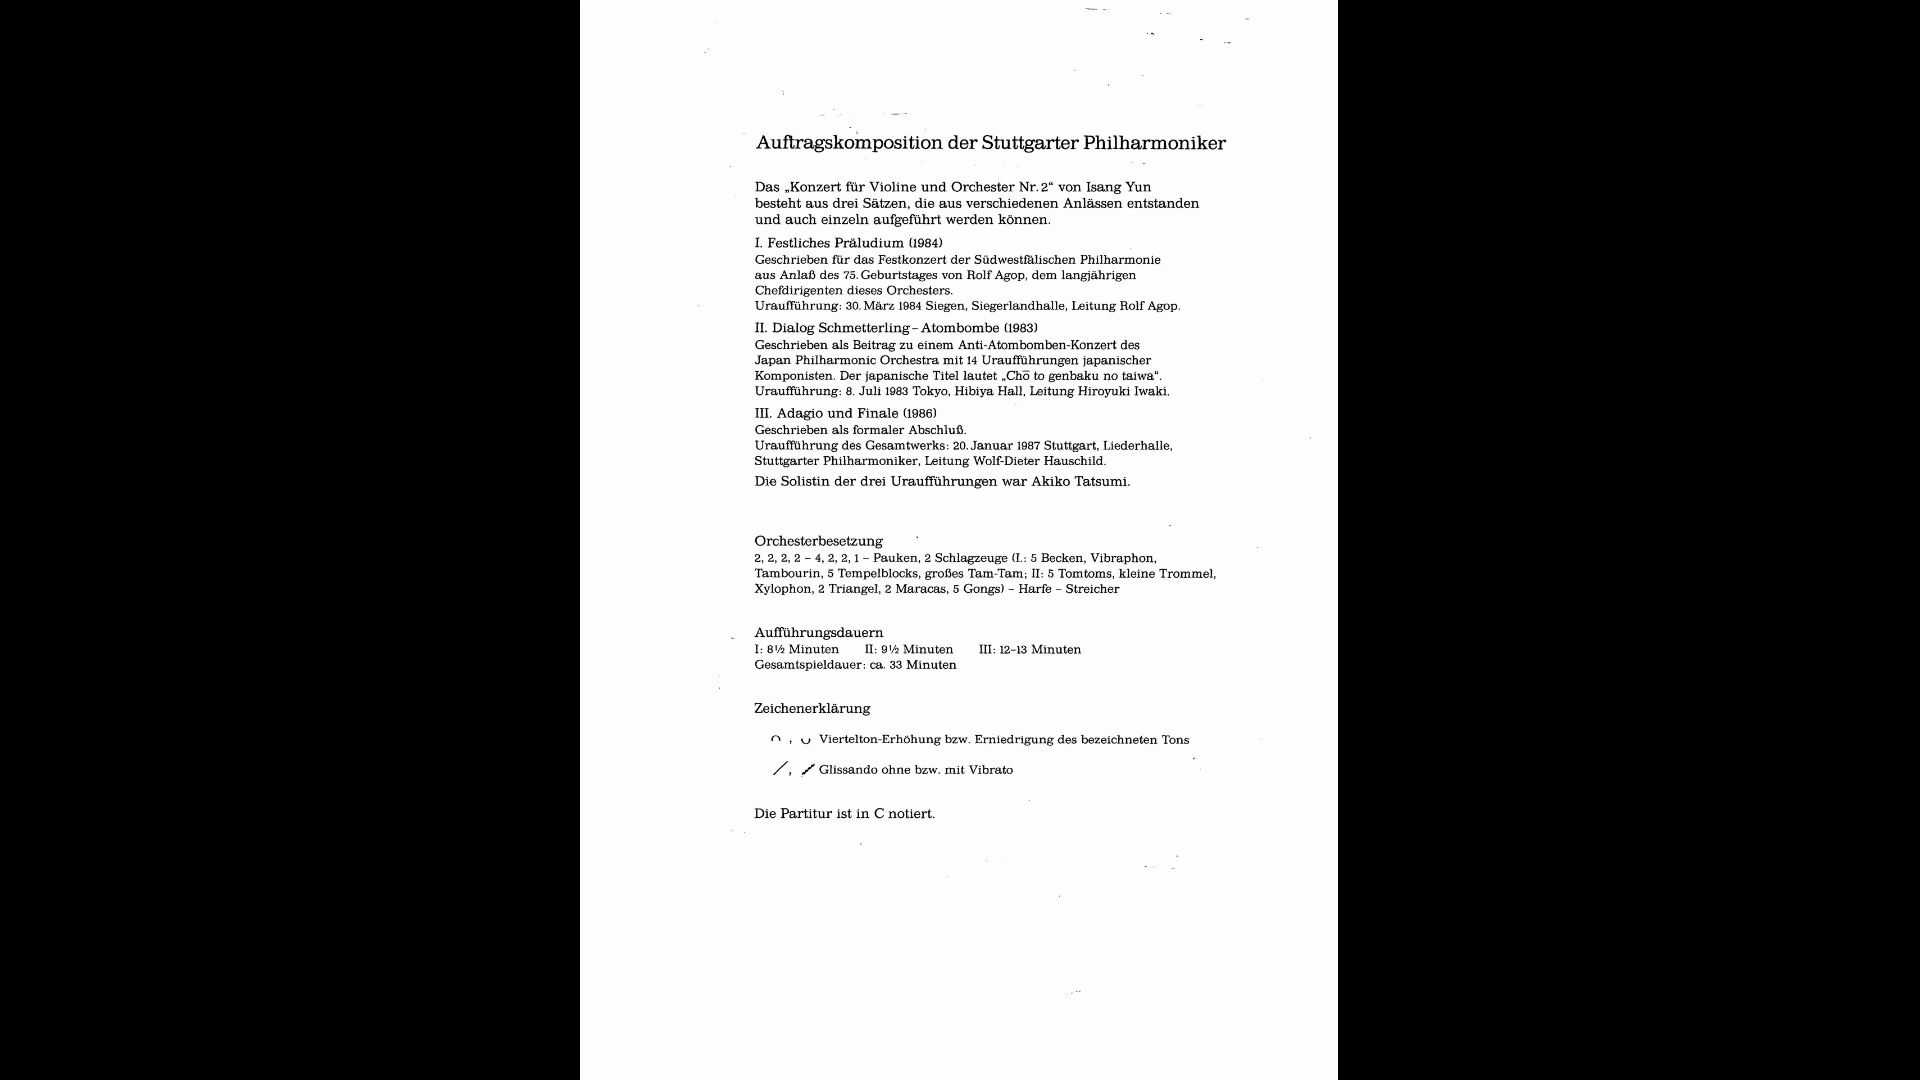 Auftragskomposition der Stuttgarter Philharmoniker
Das „Konzert für Violine und Orchester Nr. 2“ von Isang Yun
besteht aus drei Sätzen, die aus verschiedenen Anlässen entstanden
und auch einzeln aufgeführt werden können.
I. Festliches Präludium (1984)
Geschrieben für das Festkonzert der Südwestfälischen Philharmonie
aus Anlaß des 75. Geburtstages von Rolf Agop, dem langjährigen
Chefdirigenten dieses Orchesters.
Uraufführung: 30. März 1984 Siegen, Siegerlandhalle, Leitung Rolf Agop.
II. Dialog Schmetterling – Atombombe (1983)
Geschrieben als Beitrag zu einem Anti-Atombomben-Konzert des
Japan Philharmonic Orchestra mit 14 Uraufführungen japanischer
Komponisten. Der japanische Titel lautet „Chō to genbaku no taiwa“.
Uraufführung: 8. Juli 1983 Tokyo, Hibiya Hall, Leitung Hiroyuki Iwaki.
III. Adagio und Finale (1986)
Geschrieben als formaler Abschluß.
Uraufführung des Gesamtwerks: 20. Januar 1987 Stuttgart, Liederhalle,
Stuttgarter Philharmoniker, Leitung Wolf-Dieter Hauschild.
Die Solistin der drei Uraufführungen war Akiko Tatsumi.
Orchesterbesetzung
2, 2, 2, 2 – 4, 2, 2, 1 – Pauken, 2 Schlagzeuge (I.: 5 Becken, Vibraphon,
Tambourin, 5 Tempelblocks, großes Tam-Tam; II: 5 Tomtoms, kleine Trommel,
Xylophon, 2 Triangel, 2 Maracas, 5 Gongs) – Harfe – Streicher
Aufführungsdauern
I: 8½ Minuten II: 9½ Minuten III: 12–13 Minuten
Gesamtspieldauer: ca. 33 Minuten
Zeichenerklärung
∩ , ∪ Viertelton-Erhöhung bzw. Erniedrigung des bezeichneten Tons
Glissando ohne bzw. mit Vibrato
Die Partitur ist in C notiert.